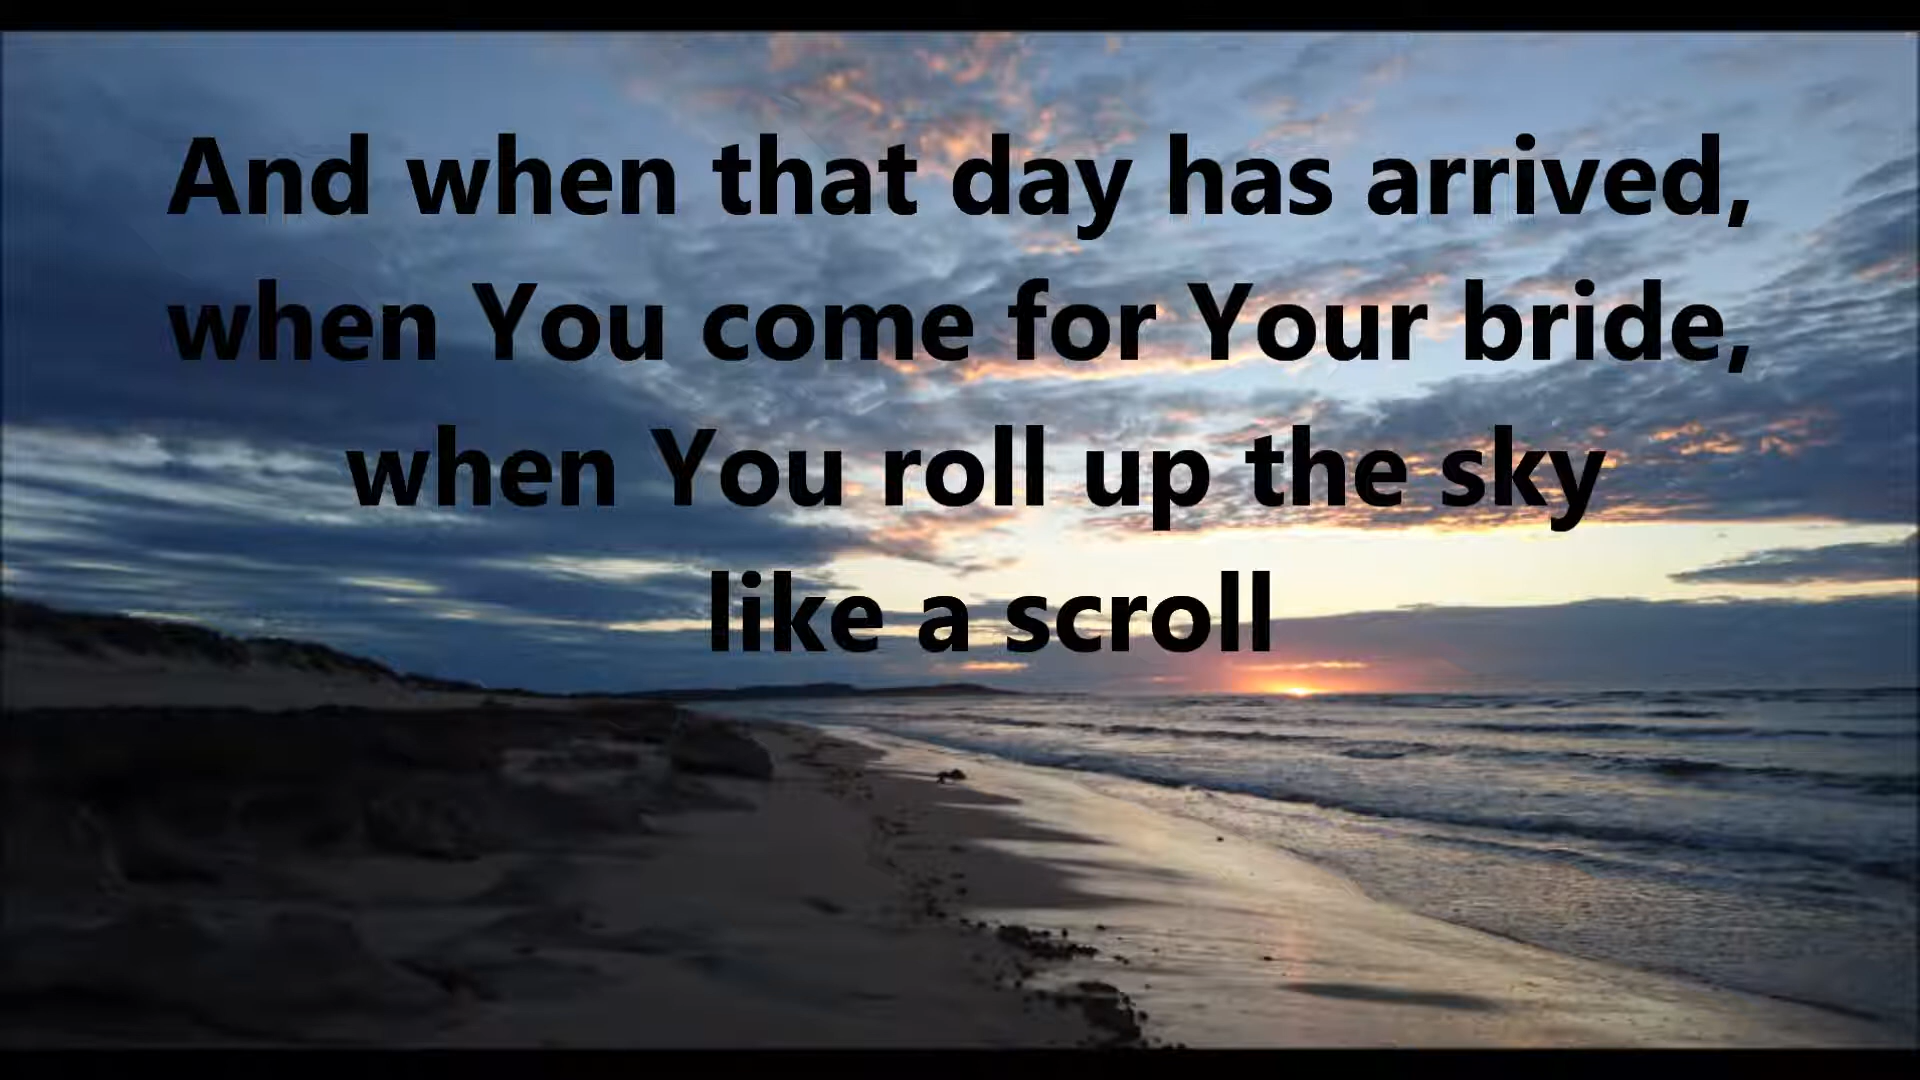 And when that day has arrived,
when You come for Your bride,
when You roll up the sky
like a scroll